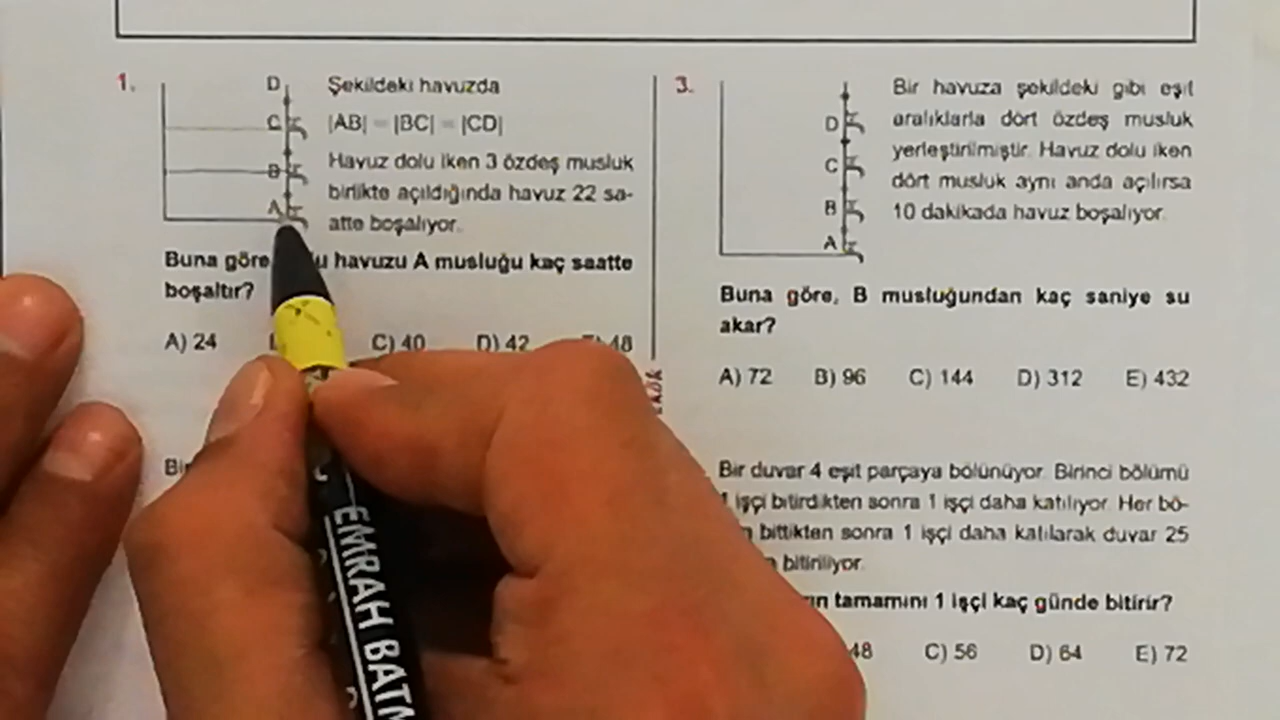 1.
D
C
B
A
Şekildeki havuzda
|AB| = |BC| = |CD|
Havuz dolu iken 3 özdeş musluk
birlikte açıldığında havuz 22 sa-
atte boşalıyor.
Buna göre havuzu A musluğu kaç saatte
boşaltır?
A) 24
C) 40
D) 42
48
3.
D
C
B
A
Bir havuza şekildeki gibi eşit
aralıklarla dört özdeş musluk
yerleştirilmiştir. Havuz dolu iken
dört musluk aynı anda açılırsa
10 dakikada havuz boşalıyor.
Buna göre, B musluğundan kaç saniye su
akar?
A) 72 B) 96 C) 144 D) 312 E) 432
Bir duvar 4 eşit parçaya bölünüyor. Birinci bölümü
1 işçi bitirdikten sonra 1 işçi daha katılıyor. Her bö-
bittikten sonra 1 işçi daha katılarak duvar 25
bitiriliyor.
tamamını 1 işçi kaç günde bitirir?
48 C) 56 D) 64 E) 72
EMRAH